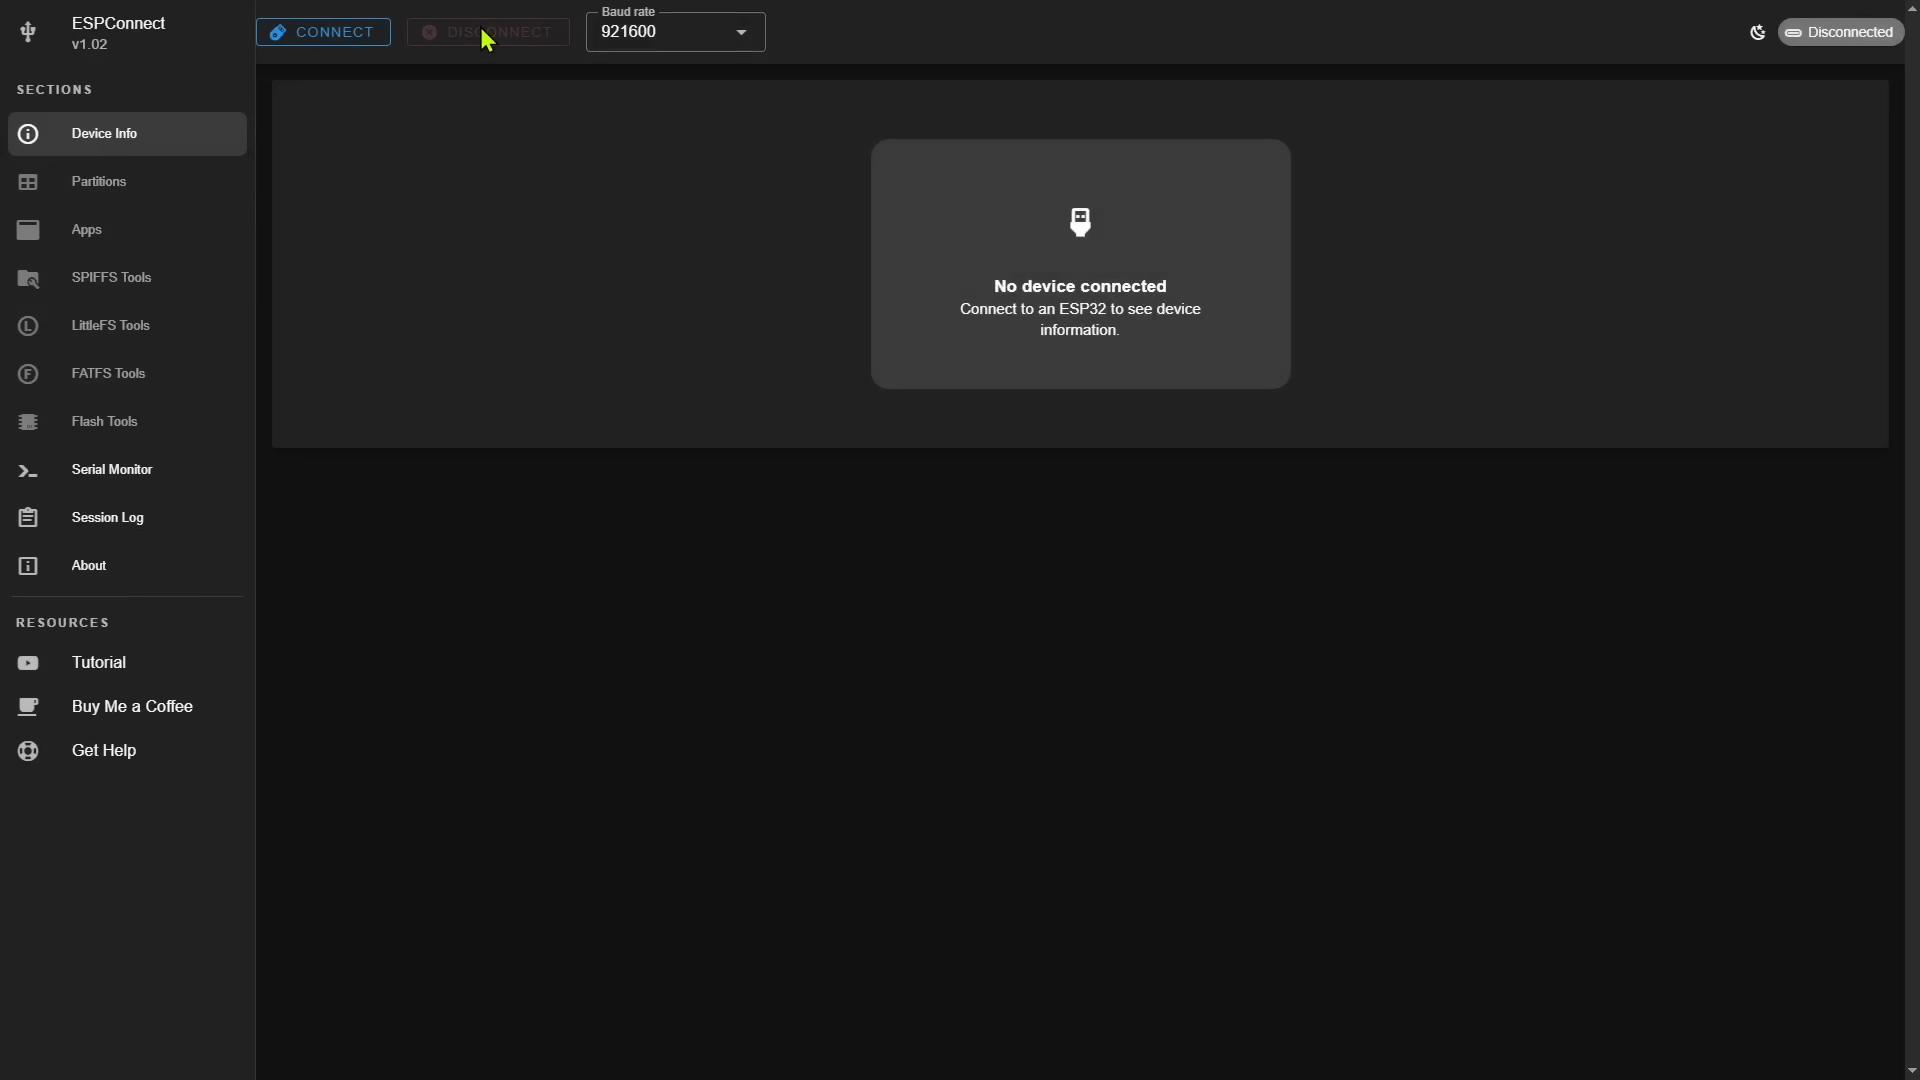 ESPConnect
v1.02
CONNECT
DISCONNECT
Baud rate
921600
Disconnected
SECTIONS
Device Info
Partitions
Apps
SPIFFS Tools
LittleFS Tools
FATFS Tools
Flash Tools
Serial Monitor
Session Log
About
RESOURCES
Tutorial
Buy Me a Coffee
Get Help
No device connected
Connect to an ESP32 to see device
information.